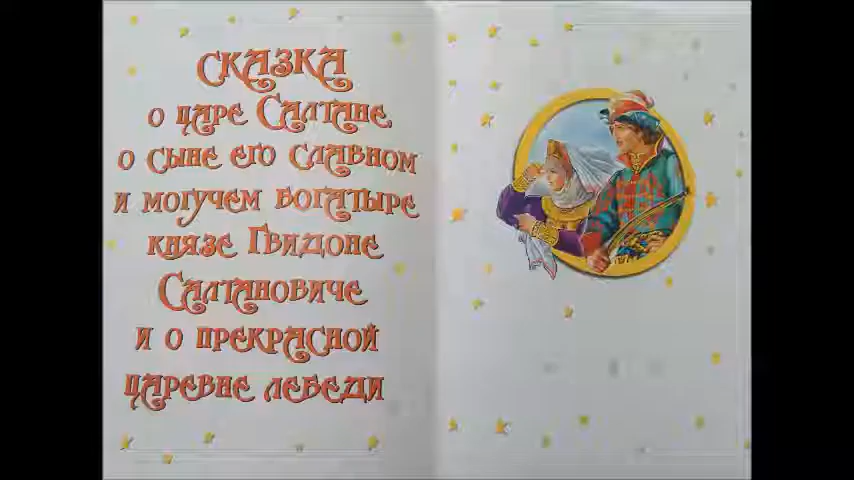 Сказка
о царе Салтане,
о сыне его славном
и могучем богатыре
князе Гвидоне
Салтановиче
и о прекрасной
царевне лебеди